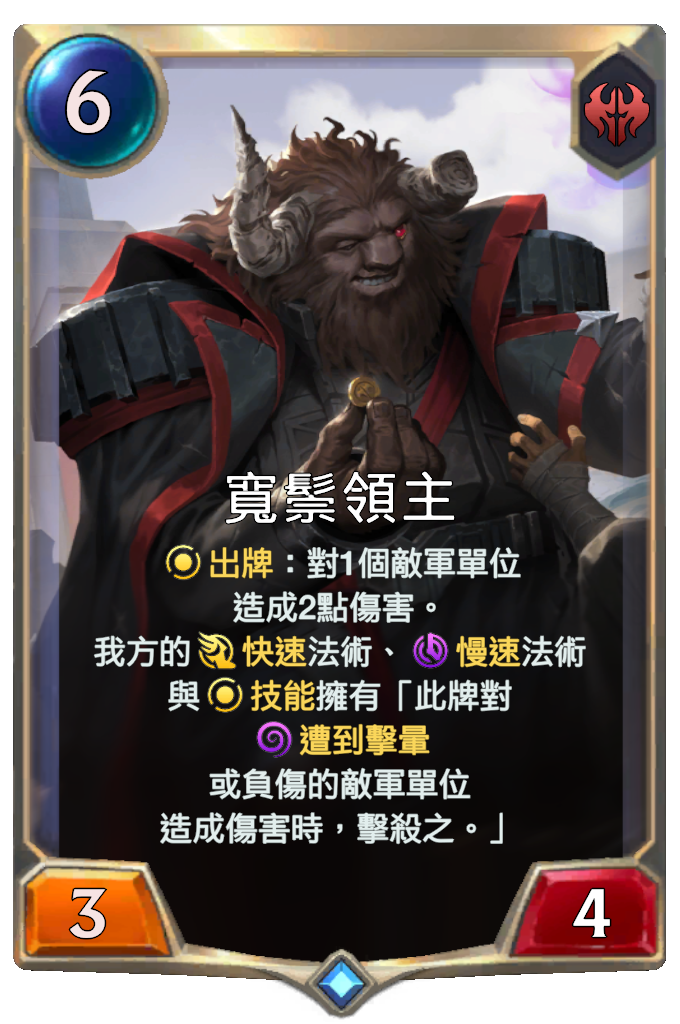 6
寬鬃領主
出牌：對1個敵軍單位
造成2點傷害。
我方的快速法術、慢速法術
與技能擁有「此牌對
遭到擊暈
或負傷的敵軍單位
造成傷害時，擊殺之。」
3
4